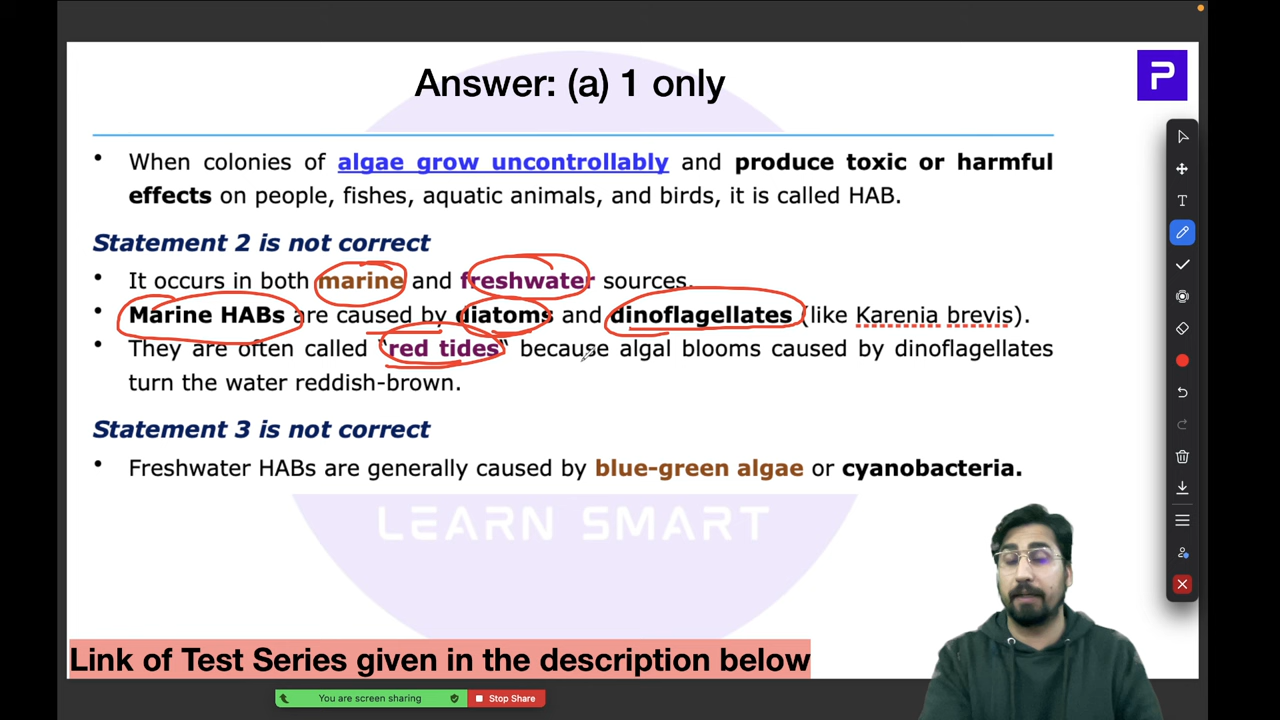 Answer: (a) 1 only
P
• When colonies of algae grow uncontrollably and produce toxic or harmful
effects on people, fishes, aquatic animals, and birds, it is called HAB.
Statement 2 is not correct
• It occurs in both marine and freshwater sources.
• Marine HABs are caused by diatoms and dinoflagellates (like Karenia brevis).
• They are often called "red tides" because algal blooms caused by dinoflagellates
turn the water reddish-brown.
Statement 3 is not correct
• Freshwater HABs are generally caused by blue-green algae or cyanobacteria.
LEARN SMART
Link of Test Series given in the description below
You are screen sharing
Stop Share
T